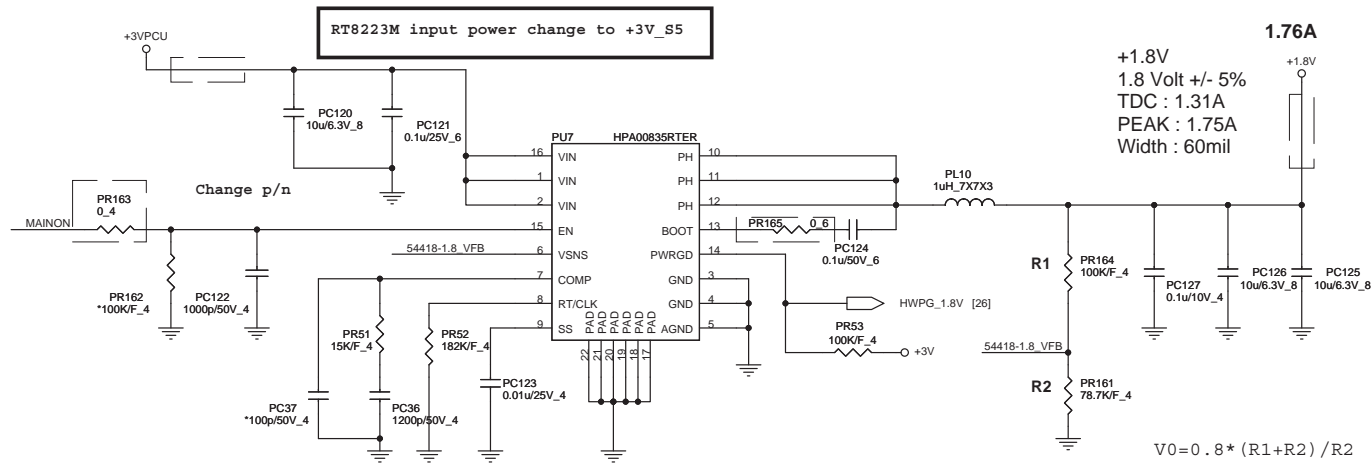 RT8223M input power change to +3V_S5
1.76A
+3VPCU
+1.8V
+1.8V
1.8 Volt +/- 5%
TDC : 1.31A
PEAK : 1.75A
Width : 60mil
PC120
10u/6.3V_8
PC121
0.1u/25V_6
PU7
HPA00835RTER
16 VIN
1 VIN
2 VIN
15 EN
6 VSNS
7 COMP
8 RT/CLK
9 SS
PH 10
PH 11
PH 12
BOOT 13
PWRGD 14
GND 3
GND 4
AGND 5
PAD PAD PAD PAD PAD PAD
22 21 20 19 18 17
Change p/n
PR163
0_4
MAINON
PR162
*100K/F_4
PC122
1000p/50V_4
54418-1.8_VFB
PR51
15K/F_4
PR52
182K/F_4
PC123
0.01u/25V_4
PC37
*100p/50V_4
PC36
1200p/50V_4
PL10
1uH_7X7X3
PR165
0_6
PC124
0.1u/50V_6
HWPG_1.8V [26]
PR53
100K/F_4
+3V
R1
PR164
100K/F_4
PC127
0.1u/10V_4
PC126
10u/6.3V_8
PC125
10u/6.3V_8
54418-1.8_VFB
R2
PR161
78.7K/F_4
V0=0.8*(R1+R2)/R2